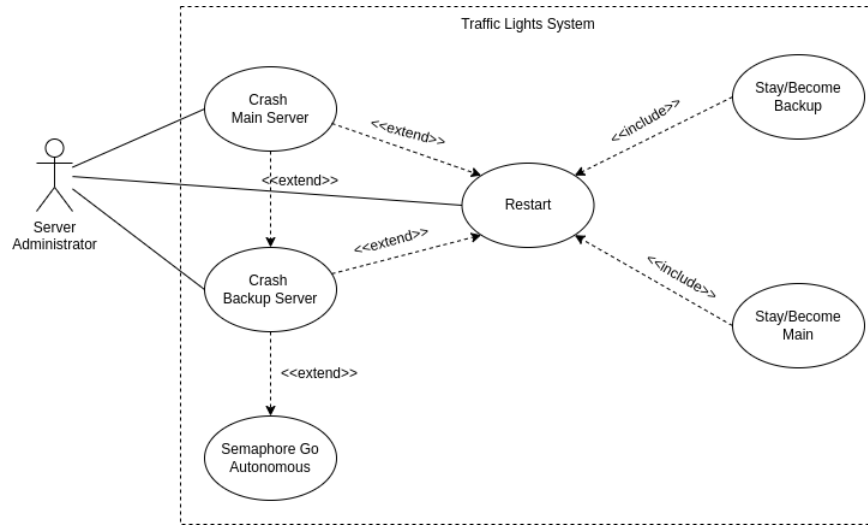 Traffic Lights System
Crash
Main Server
<<extend>>
<<include>>
Stay/Become
Backup
<<extend>>
Restart
Server
Administrator
<<extend>>
Crash
Backup Server
<<include>>
Stay/Become
Main
<<extend>>
Semaphore Go
Autonomous